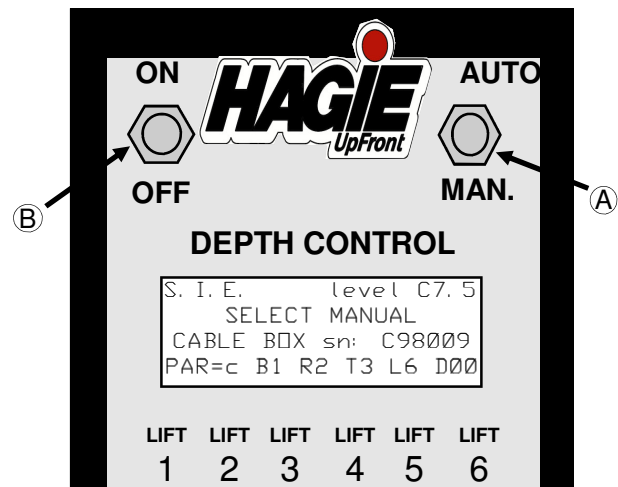 ON
HAGIE
AUTO
UpFront
OFF
MAN.
B
A
DEPTH CONTROL
S. I. E. level C7. 5
SELECT MANUAL
CABLE BOX sn: C98009
PAR=c B1 R2 T3 L6 D00
LIFT LIFT LIFT LIFT LIFT LIFT
1 2 3 4 5 6